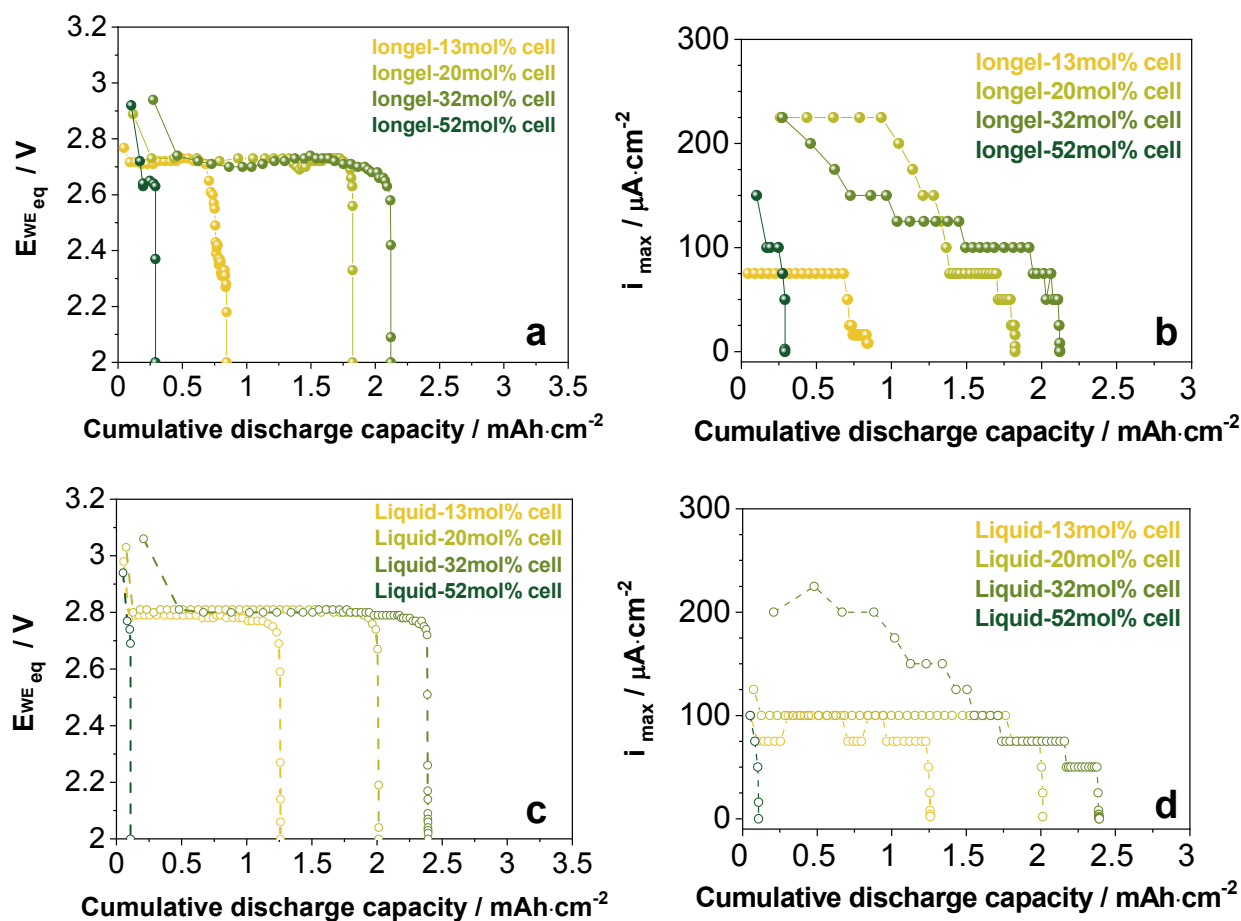 3.2
3
2.8
2.6
2.4
2.2
2
E_WE_eq / V
Iongel-13mol% cell
Iongel-20mol% cell
Iongel-32mol% cell
Iongel-52mol% cell
a
0 0.5 1 1.5 2 2.5 3 3.5
Cumulative discharge capacity / mAh·cm⁻²
300
200
100
0
i_max / µA·cm⁻²
Iongel-13mol% cell
Iongel-20mol% cell
Iongel-32mol% cell
Iongel-52mol% cell
b
0 0.5 1 1.5 2 2.5 3
Cumulative discharge capacity / mAh·cm⁻²
3.2
3
2.8
2.6
2.4
2.2
2
E_WE_eq / V
Liquid-13mol% cell
Liquid-20mol% cell
Liquid-32mol% cell
Liquid-52mol% cell
c
0 0.5 1 1.5 2 2.5 3 3.5
Cumulative discharge capacity / mAh·cm⁻²
300
200
100
0
i_max / µA·cm⁻²
Liquid-13mol% cell
Liquid-20mol% cell
Liquid-32mol% cell
Liquid-52mol% cell
d
0 0.5 1 1.5 2 2.5 3
Cumulative discharge capacity / mAh·cm⁻²